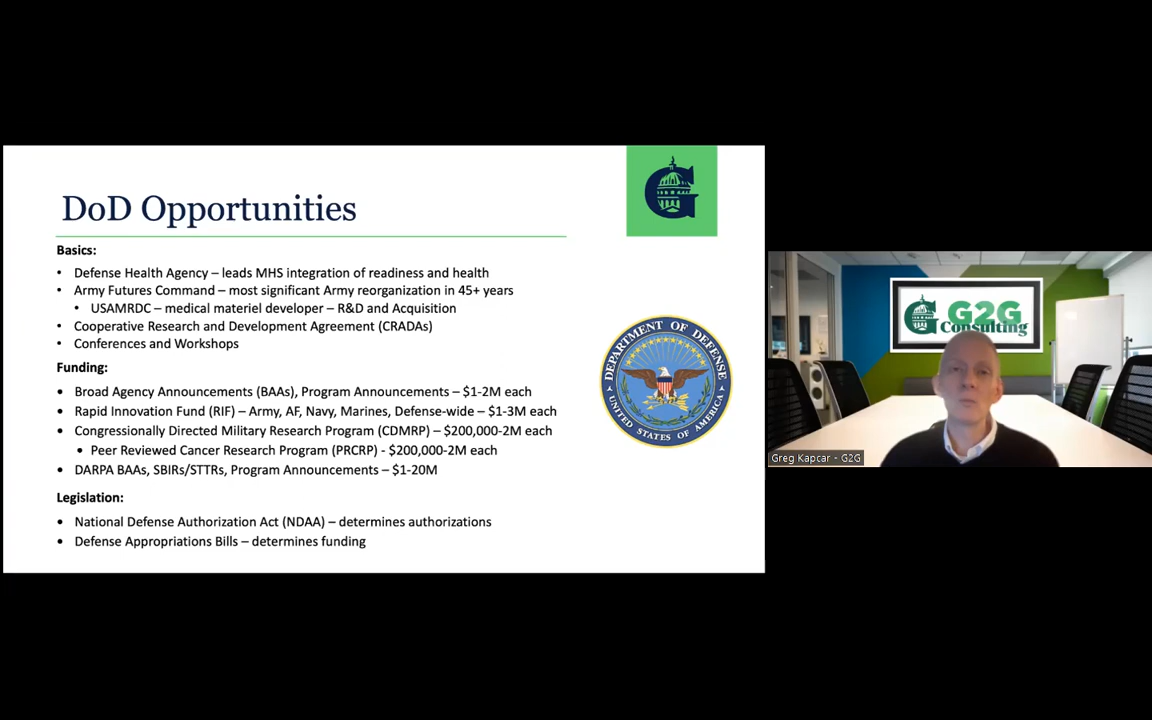 DoD Opportunities
Basics:
• Defense Health Agency – leads MHS integration of readiness and health
• Army Futures Command – most significant Army reorganization in 45+ years
• USAMRDC – medical materiel developer – R&D and Acquisition
• Cooperative Research and Development Agreement (CRADAs)
• Conferences and Workshops
Funding:
• Broad Agency Announcements (BAAs), Program Announcements – $1-2M each
• Rapid Innovation Fund (RIF) – Army, AF, Navy, Marines, Defense-wide – $1-3M each
• Congressionally Directed Military Research Program (CDMRP) – $200,000-2M each
• Peer Reviewed Cancer Research Program (PRCRP) - $200,000-2M each
• DARPA BAAs, SBIRs/STTRs, Program Announcements – $1-20M
Legislation:
• National Defense Authorization Act (NDAA) – determines authorizations
• Defense Appropriations Bills – determines funding
G
DEPARTMENT OF DEFENSE
UNITED STATES OF AMERICA
G G2G
Consulting
Greg Kapcar - G2G